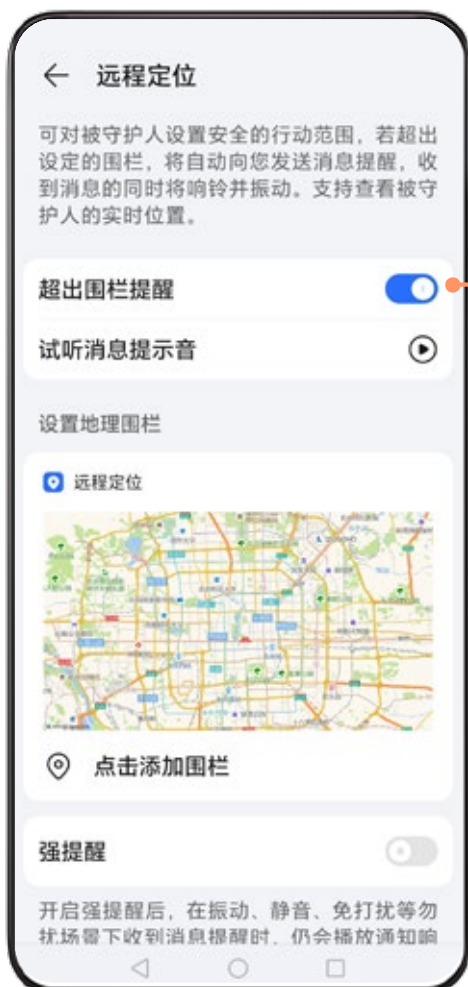 远程定位
可对被守护人设置安全的行动范围，若超出
设定的围栏，将自动向您发送消息提醒，收
到消息的同时将响铃并振动。支持查看被守
护人的实时位置。
超出围栏提醒
试听消息提示音
设置地理围栏
远程定位
点击添加围栏
强提醒
开启强提醒后，在振动、静音、免打扰等勿
扰场景下收到消息提醒时，仍会播放通知响